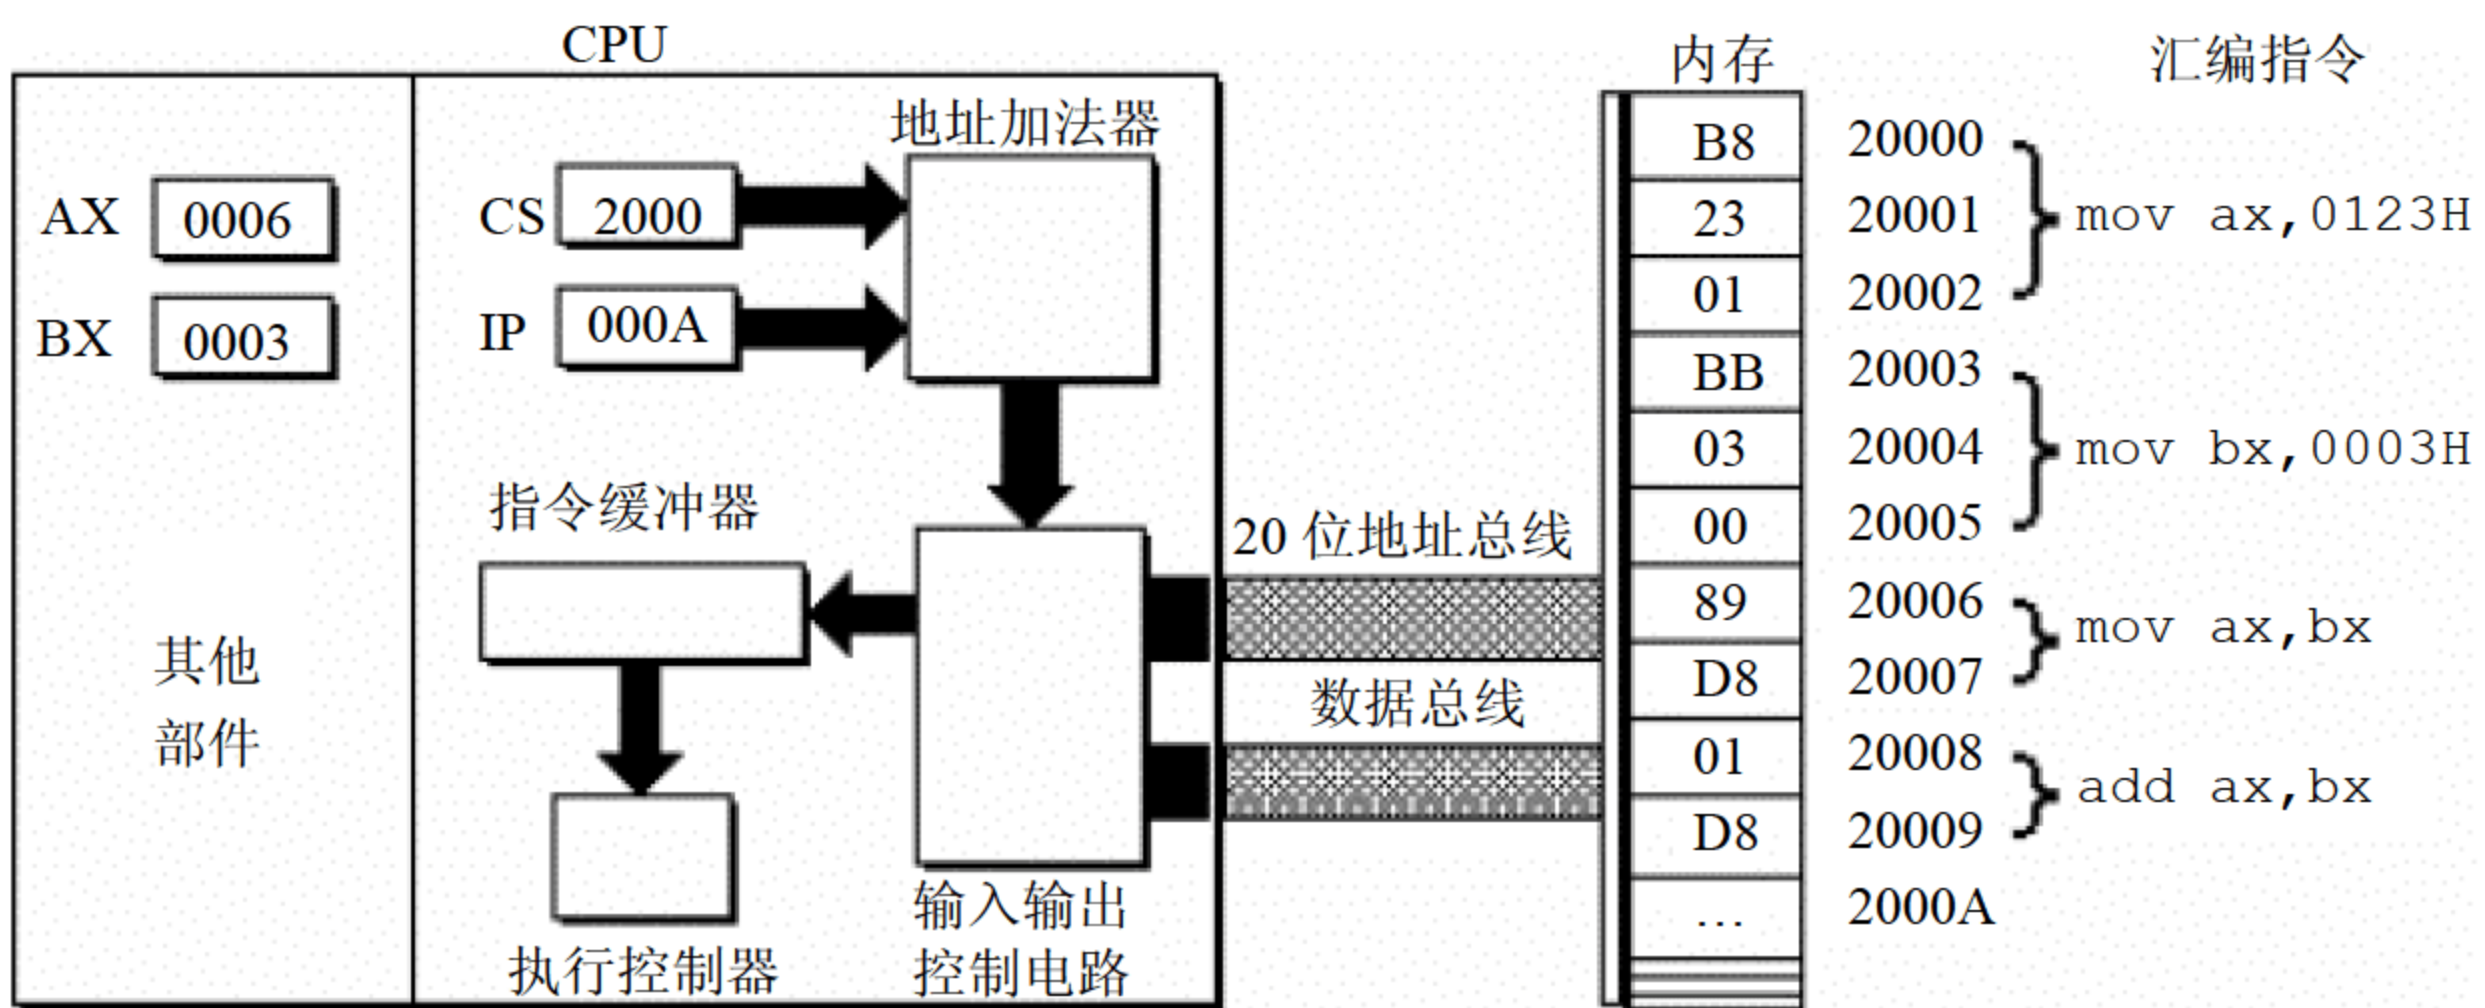 CPU
AX 0006
BX 0003
其他
部件
地址加法器
CS 2000
IP 000A
指令缓冲器
执行控制器
输入输出
控制电路
20 位地址总线
数据总线
内存 汇编指令
B8 20000
23 20001 mov ax,0123H
01 20002
BB 20003
03 20004 mov bx,0003H
00 20005
89 20006
mov ax,bx
D8 20007
01 20008
add ax,bx
D8 20009
… 2000A